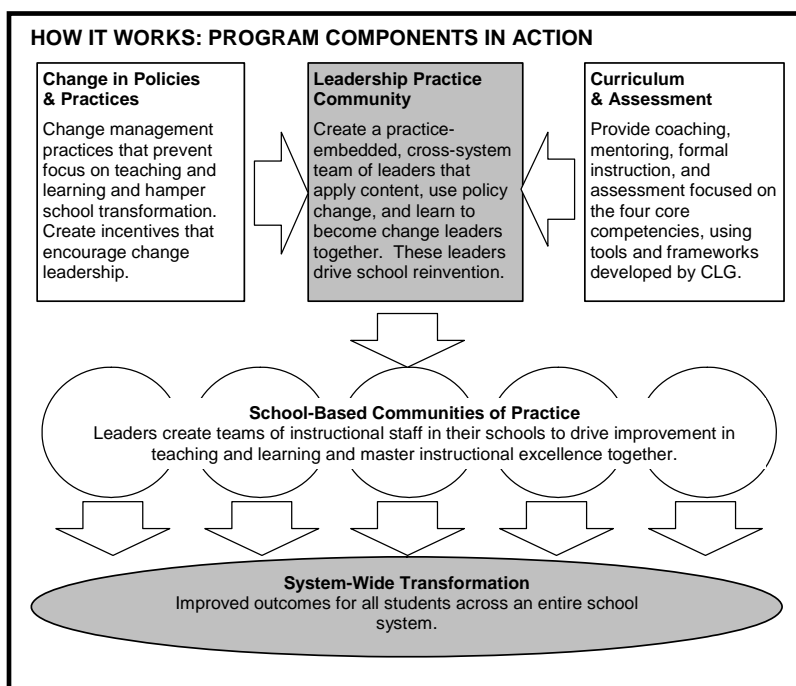 HOW IT WORKS: PROGRAM COMPONENTS IN ACTION
Change in Policies
& Practices
Change management
practices that prevent
focus on teaching and
learning and hamper
school transformation.
Create incentives that
encourage change
leadership.
Leadership Practice
Community
Create a practice-
embedded, cross-system
team of leaders that
apply content, use policy
change, and learn to
become change leaders
together.  These leaders
drive school reinvention.
Curriculum
& Assessment
Provide coaching,
mentoring, formal
instruction, and
assessment focused on
the four core
competencies, using
tools and frameworks
developed by CLG.
School-Based Communities of Practice
Leaders create teams of instructional staff in their schools to drive improvement in
teaching and learning and master instructional excellence together.
System-Wide Transformation
Improved outcomes for all students across an entire school
system.